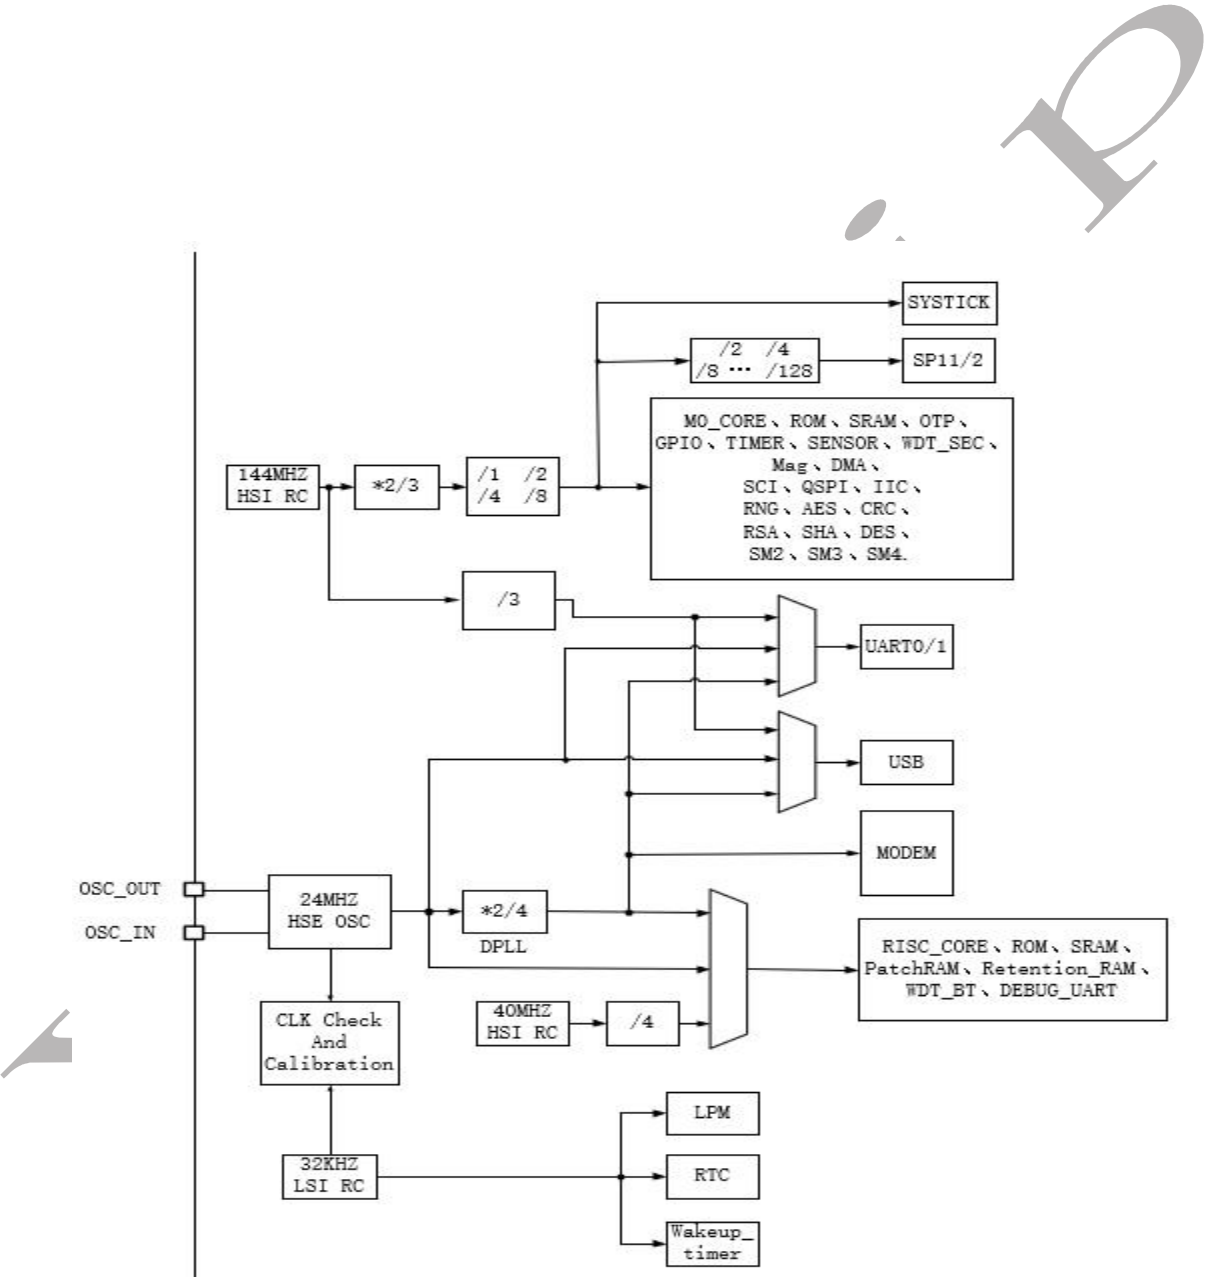 SYSTICK
/2 /4
/8 ··· /128
SP11/2
MO_CORE、ROM、SRAM、OTP、
GPIO、TIMER、SENSOR、WDT_SEC、
Mag、DMA、
SCI、QSPI、IIC、
RNG、AES、CRC、
RSA、SHA、DES、
SM2、SM3、SM4.
144MHZ
HSI RC
*2/3
/1 /2
/4 /8
/3
UART0/1
USB
MODEM
OSC_OUT
OSC_IN
24MHZ
HSE OSC
*2/4
DPLL
RISC_CORE、ROM、SRAM、
PatchRAM、Retention_RAM、
WDT_BT、DEBUG_UART
40MHZ
HSI RC
/4
CLK Check
And
Calibration
LPM
32KHZ
LSI RC
RTC
Wakeup_
timer
ip